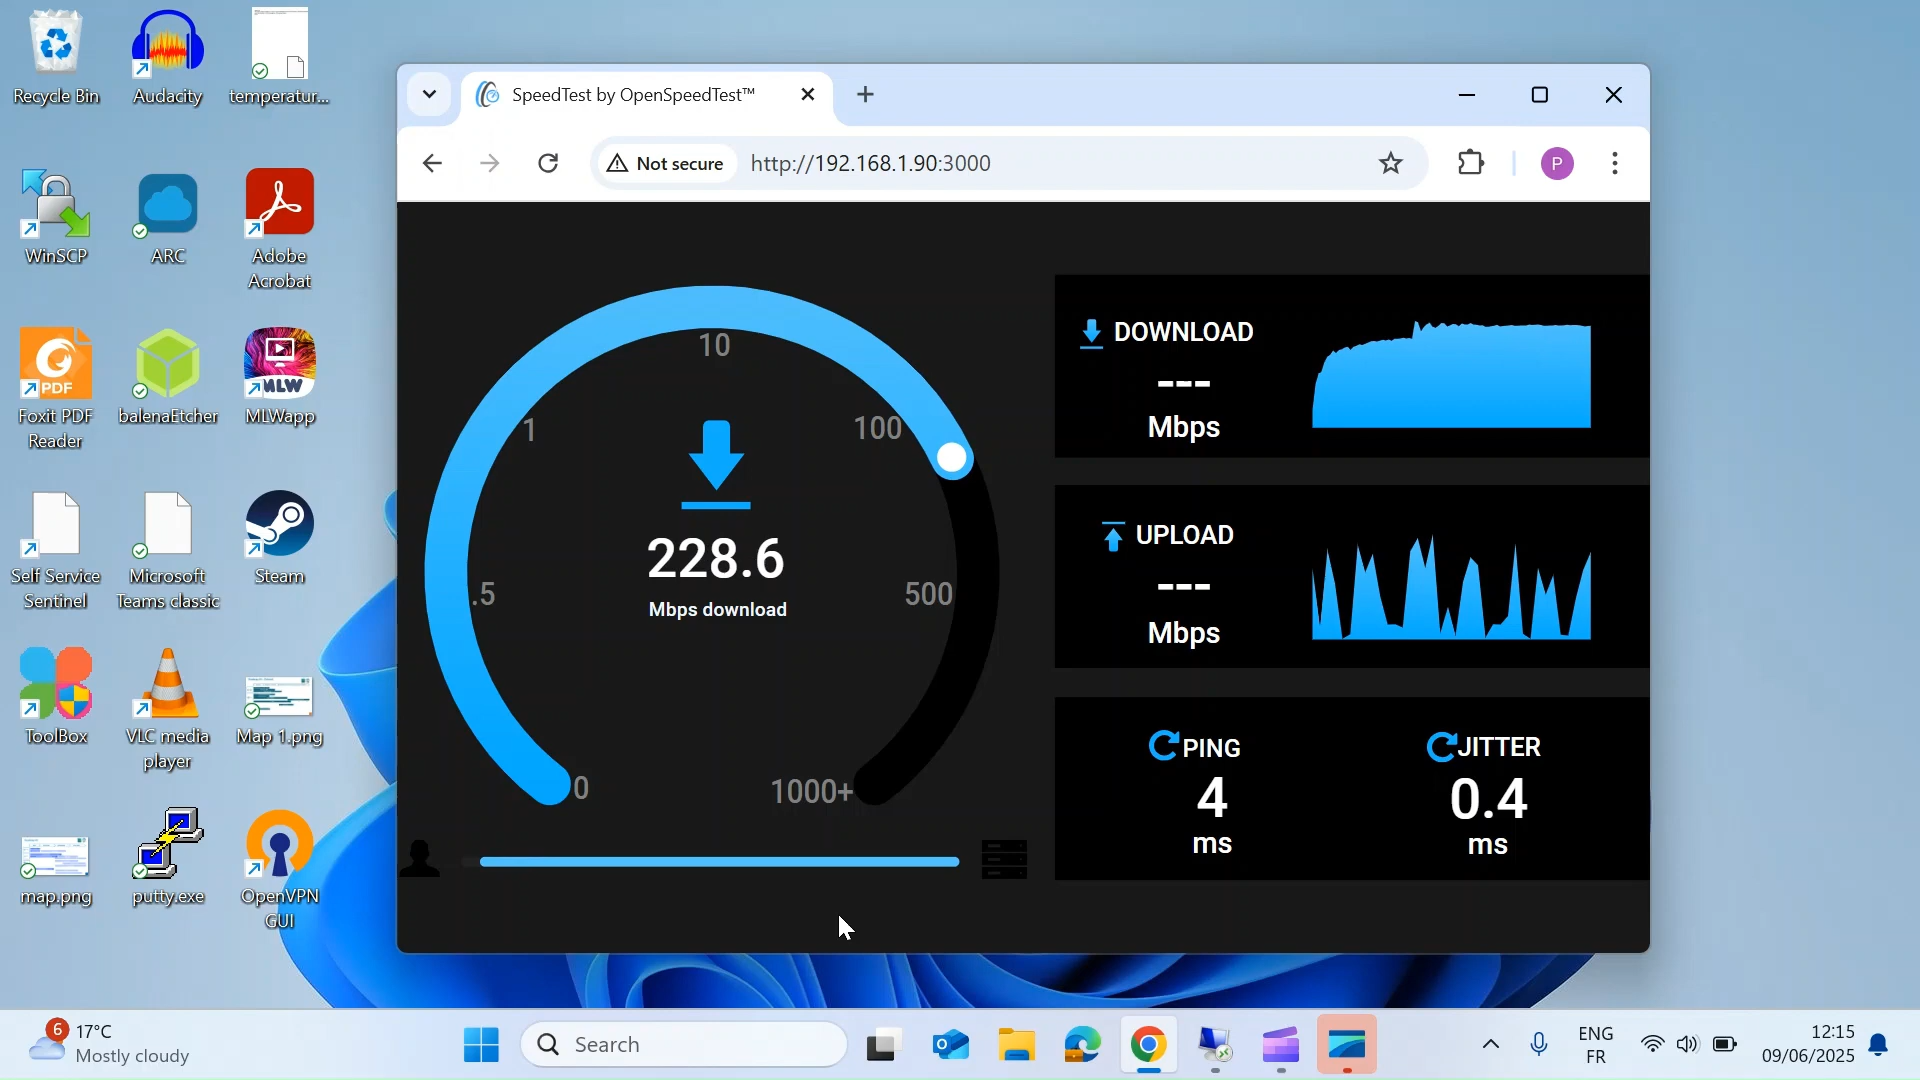 Recycle Bin
Audacity
temperatur...
WinSCP
ARC
Adobe
Acrobat
PDF
Foxit PDF
Reader
balenaEtcher
MLW
MLWapp
Self Service
Sentinel
Microsoft
Teams classic
Steam
ToolBox
VLC media
player
Map 1.png
map.png
putty.exe
OpenVPN
GUI
SpeedTest by OpenSpeedTest™
Not secure
http://192.168.1.90:3000
P
10
1
100
.5
500
0
1000+
228.6
Mbps download
DOWNLOAD
---
Mbps
UPLOAD
---
Mbps
PING
4
ms
JITTER
0.4
ms
6
17°C
Mostly cloudy
Search
ENG
FR
12:15
09/06/2025